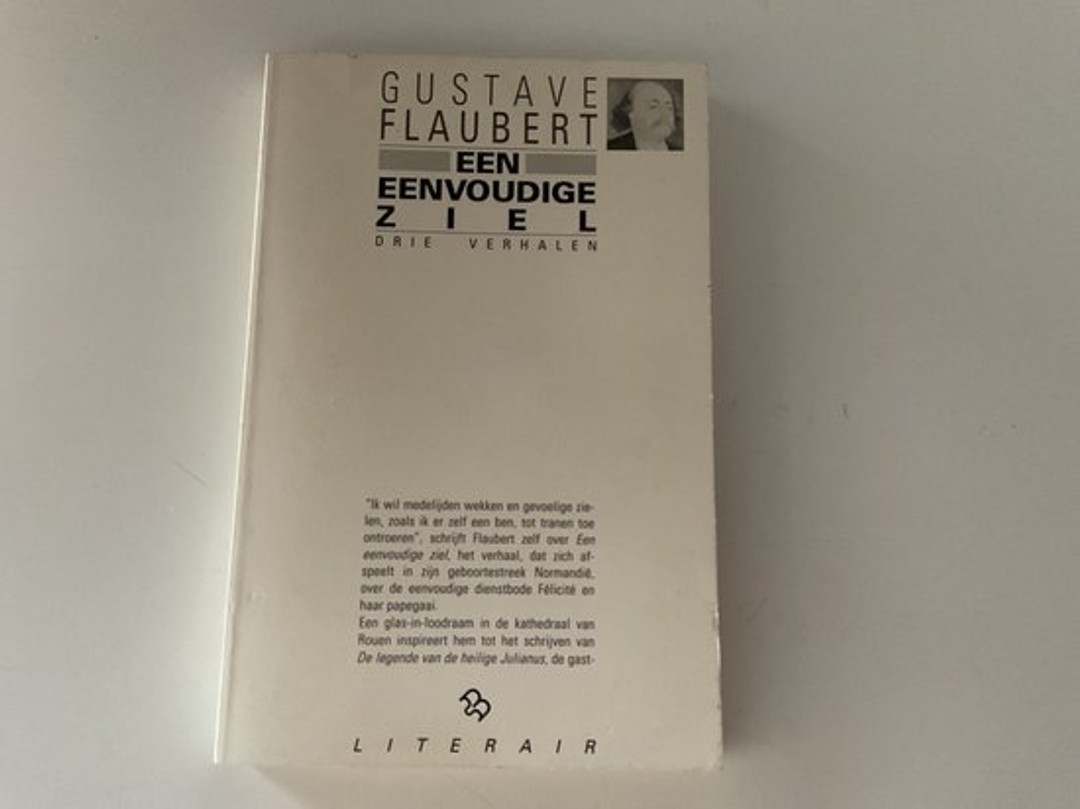 GUSTAVE
FLAUBERT
EEN
EENVOUDIGE
ZIEL
DRIE VERHALEN
"Ik wil medelijden wekken en gevoelige zie-
len, zoals ik er zelf een ben, tot tranen toe
ontroeren", schrijft Flaubert zelf over Een
eenvoudige ziel, het verhaal, dat zich af-
speelt in zijn geboortestreek Normandië,
over de eenvoudige dienstbode Félicité en
haar papegaai.
Een glas-in-loodraam in de kathedraal van
Rouen inspireert hem tot het schrijven van
De legende van de heilige Julianus, de gast-
LITERAIR